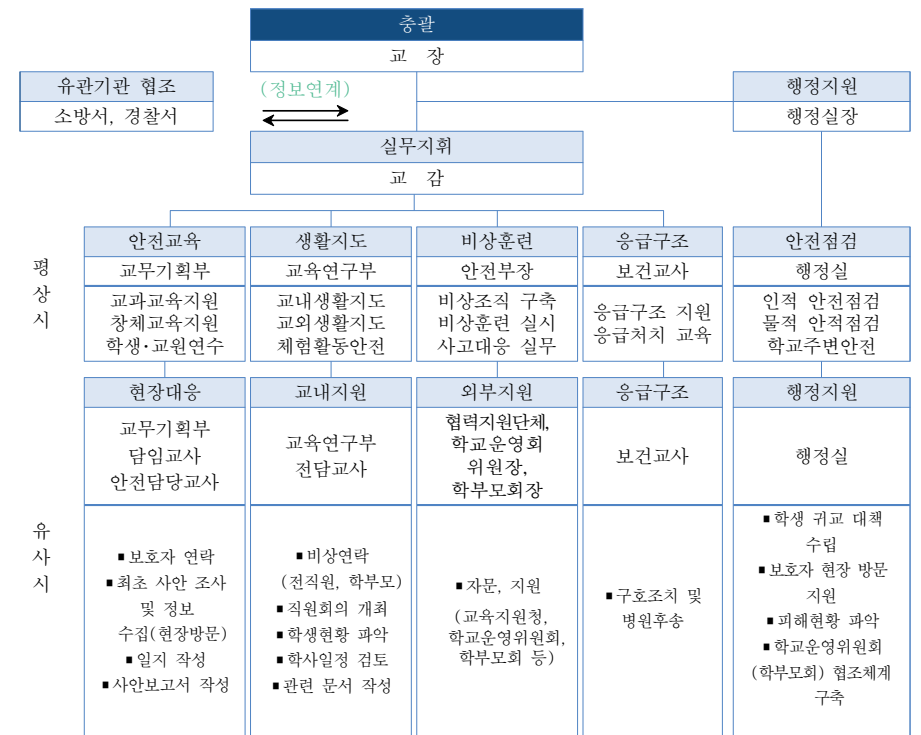 충괄
교 장
유관기관 협조
소방서, 경찰서
(정보연계)
행정지원
행정실장
실무지휘
교 감
평
상
시
안전교육
교무기획부
교과교육지원
창체교육지원
학생·교원연수
생활지도
교육연구부
교내생활지도
교외생활지도
체험활동안전
비상훈련
안전부장
비상조직 구축
비상훈련 실시
사고대응 실무
응급구조
보건교사
응급구조 지원
응급처치 교육
안전점검
행정실
인적 안전점검
물적 안적점검
학교주변안전
유
사
시
현장대응
교무기획부
담임교사
안전담당교사
▪보호자 연락
▪최초 사안 조사
및 정보
수집(현장방문)
▪일지 작성
▪사안보고서 작성
교내지원
교육연구부
전담교사
▪비상연락
(전직원, 학부모)
▪직원회의 개최
▪학생현황 파악
▪학사일정 검토
▪관련 문서 작성
외부지원
협력지원단체,
학교운영회
위원장,
학부모회장
▪자문, 지원
(교육지원청,
학교운영위원회,
학부모회 등)
응급구조
보건교사
▪구호조치 및
병원후송
행정지원
행정실
▪학생 귀교 대책
수립
▪보호자 현장 방문
지원
▪피해현황 파악
▪학교운영위원회
(학부모회) 협조체계
구축